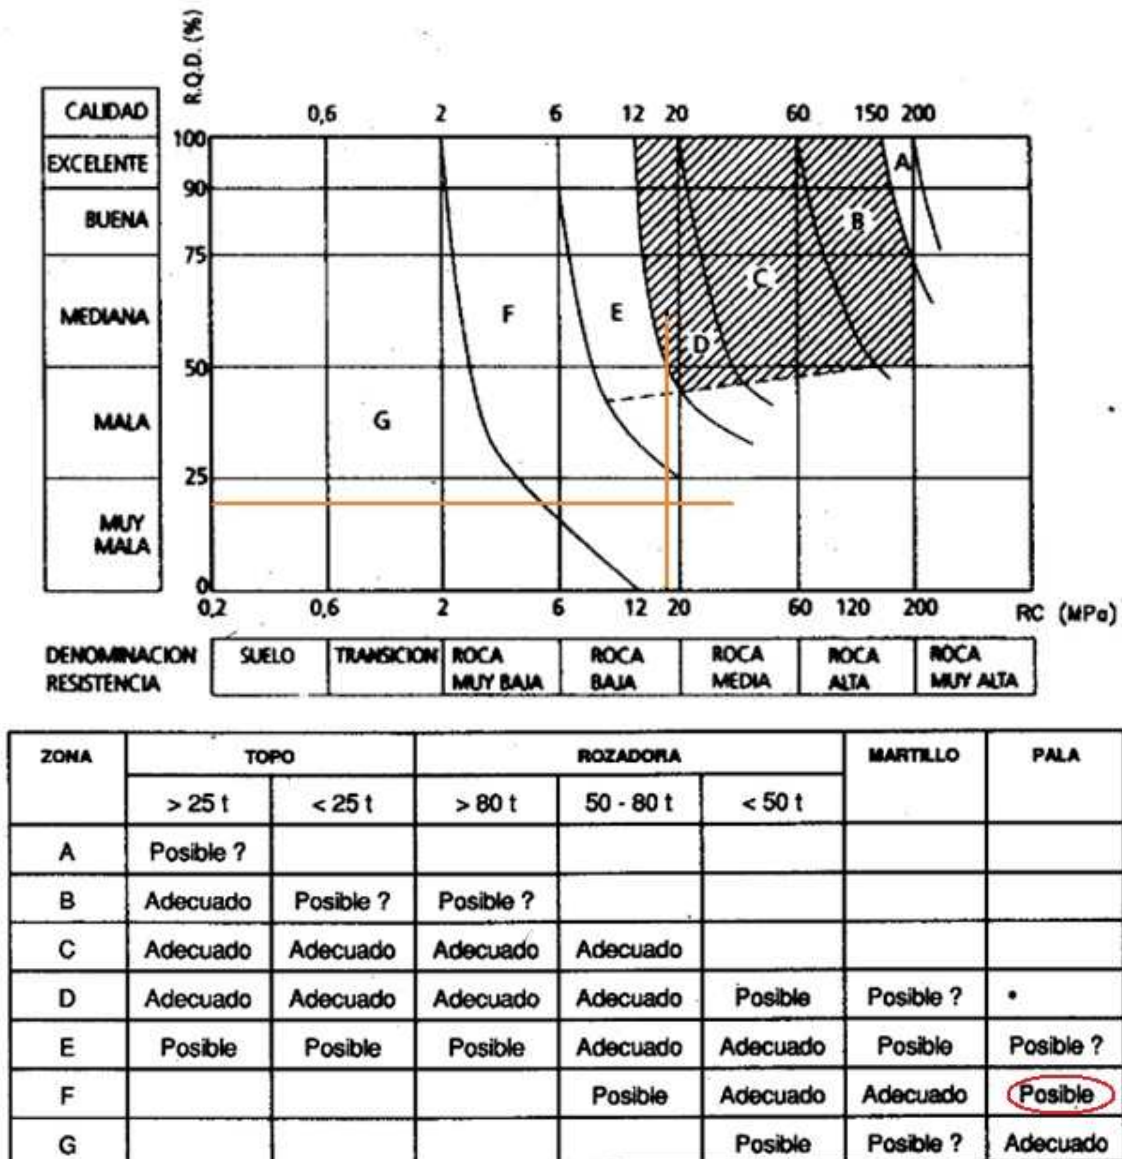 R.Q.D. (%)
CALIDAD 0,6 2 6 12 20 60 150 200
100
EXCELENTE A
90
BUENA B
75
C
MEDIANA F E
D
50
MALA G
25
MUY
MALA
0
0,2 0,6 2 6 12 20 60 120 200 RC (MPa)
DENOMINACION SUELO TRANSICION ROCA ROCA ROCA ROCA ROCA
RESISTENCIA MUY BAJA BAJA MEDIA ALTA MUY ALTA
ZONA TOPO ROZADORA MARTILLO PALA
> 25 t < 25 t > 80 t 50 - 80 t < 50 t
A Posible ?
B Adecuado Posible ? Posible ?
C Adecuado Adecuado Adecuado Adecuado
D Adecuado Adecuado Adecuado Adecuado Posible Posible ? •
E Posible Posible Posible Adecuado Adecuado Posible Posible ?
F Posible Adecuado Adecuado Posible
G Posible Posible ? Adecuado